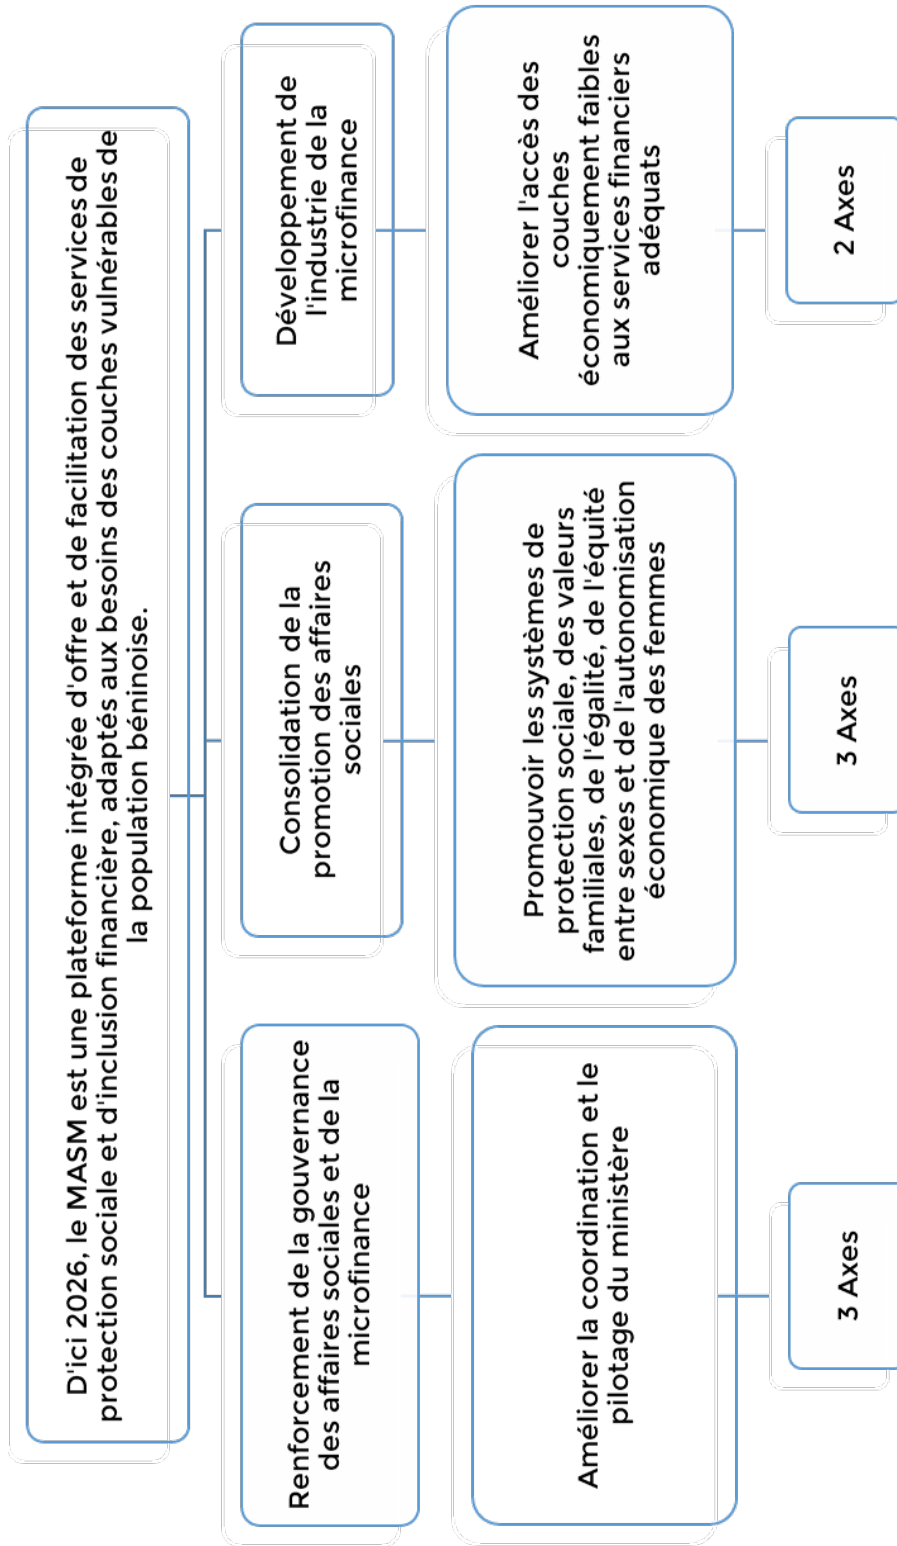 D'ici 2026, le MASM est une plateforme intégrée d'offre et de facilitation des services de
protection sociale et d'inclusion financière, adaptés aux besoins des couches vulnérables de
la population béninoise.
Renforcement de la gouvernance
des affaires sociales et de la
microfinance
Améliorer la coordination et le
pilotage du ministère
3 Axes
Consolidation de la
promotion des affaires
sociales
Promouvoir les systèmes de
protection sociale, des valeurs
familiales, de l'égalité, de l'équité
entre sexes et de l'autonomisation
économique des femmes
3 Axes
Développement de
l'industrie de la
microfinance
Améliorer l'accès des
couches
économiquement faibles
aux services financiers
adéquats
2 Axes